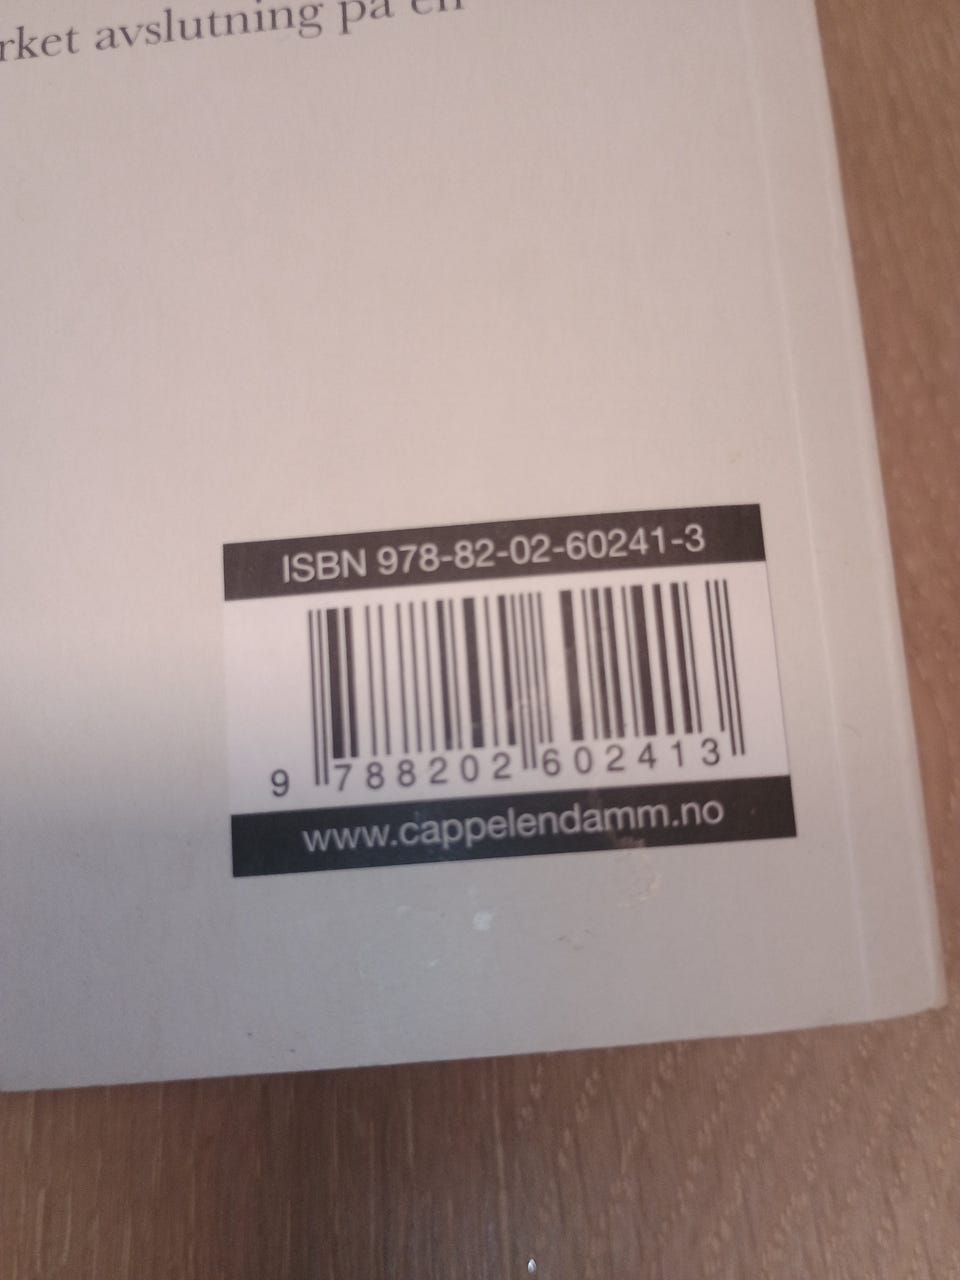 rket avslutning på en
ISBN 978-82-02-60241-3
9 788202 602413
www.cappelendamm.no